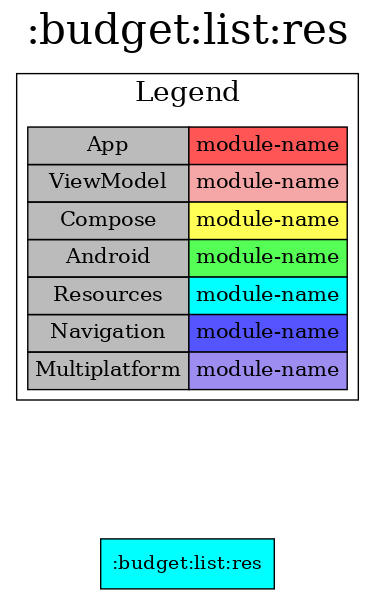 :budget:list:res
Legend
App module-name
ViewModel module-name
Compose module-name
Android module-name
Resources module-name
Navigation module-name
Multiplatform module-name
:budget:list:res